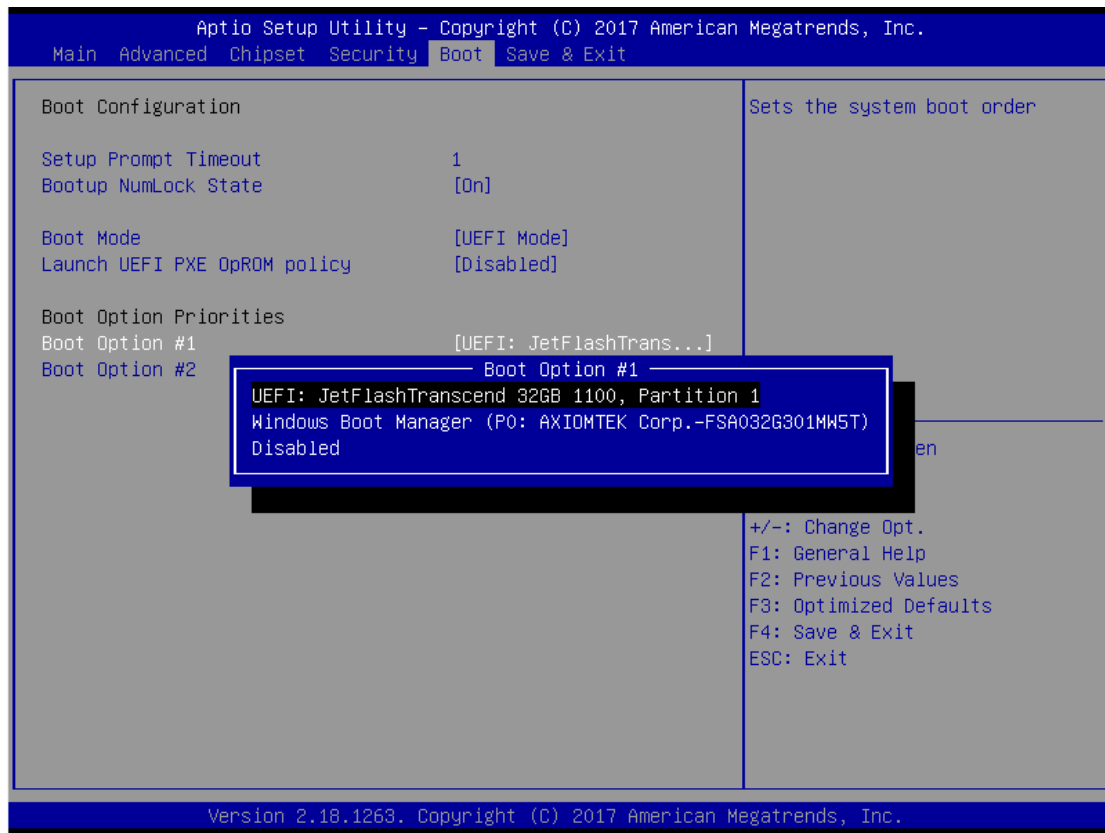 Aptio Setup Utility – Copyright (C) 2017 American Megatrends, Inc.
Main Advanced Chipset Security Boot Save & Exit
Boot Configuration
Setup Prompt Timeout 1
Bootup NumLock State [On]
Boot Mode [UEFI Mode]
Launch UEFI PXE OpROM policy [Disabled]
Boot Option Priorities
Boot Option #1 [UEFI: JetFlashTrans...]
Boot Option #2
Boot Option #1
UEFI: JetFlashTranscend 32GB 1100, Partition 1
Windows Boot Manager (P0: AXIOMTEK Corp.-FSA032G301MW5T)
Disabled
Sets the system boot order
en
+/-: Change Opt.
F1: General Help
F2: Previous Values
F3: Optimized Defaults
F4: Save & Exit
ESC: Exit
Version 2.18.1263. Copyright (C) 2017 American Megatrends, Inc.